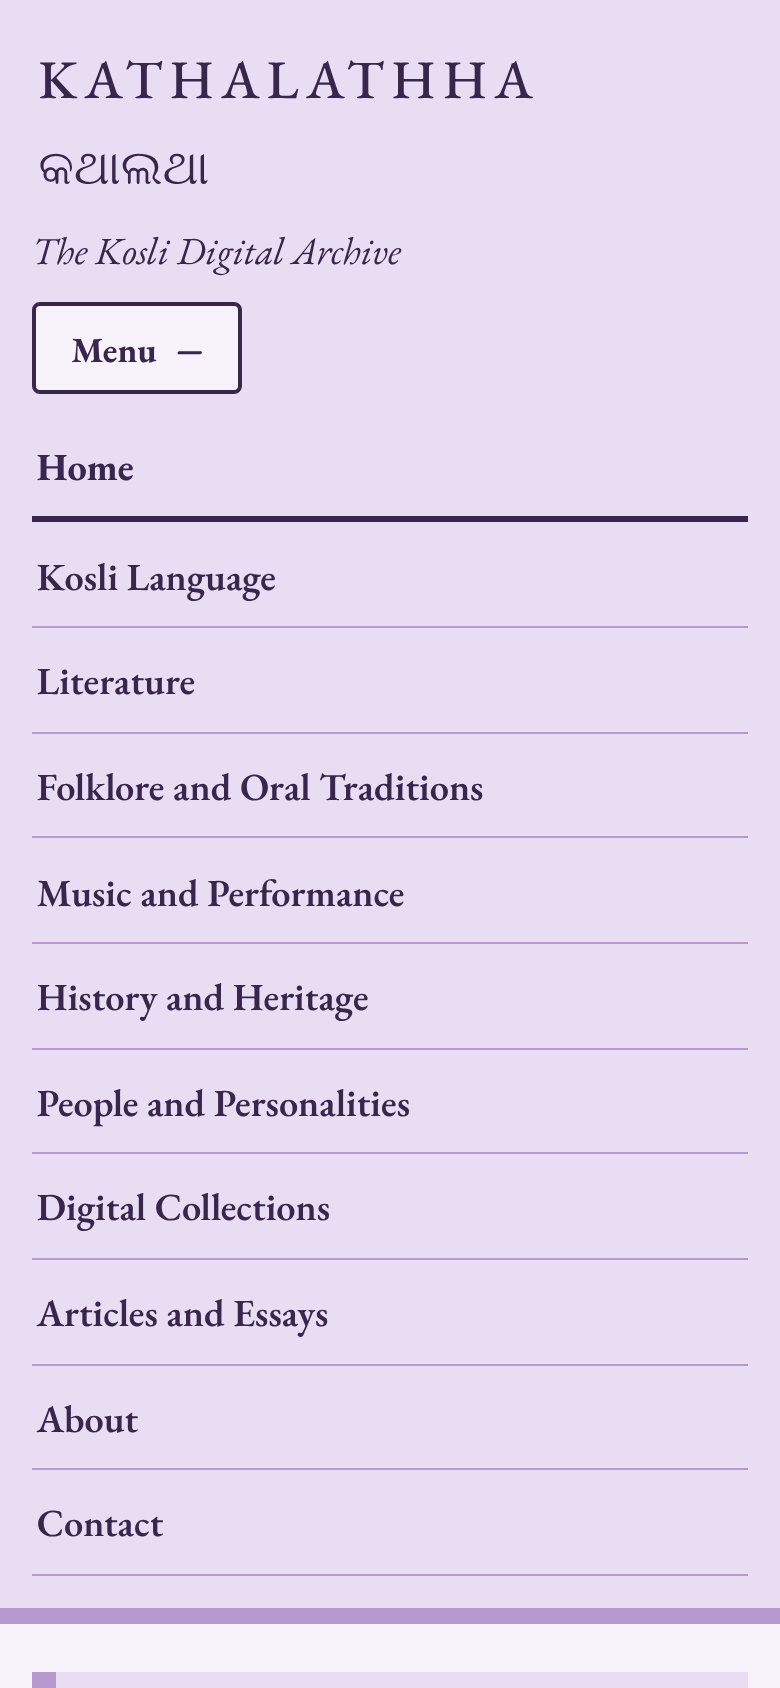 KATHALATHHA
କଥାଲଥା
The Kosli Digital Archive
Menu —
Home
Kosli Language
Literature
Folklore and Oral Traditions
Music and Performance
History and Heritage
People and Personalities
Digital Collections
Articles and Essays
About
Contact